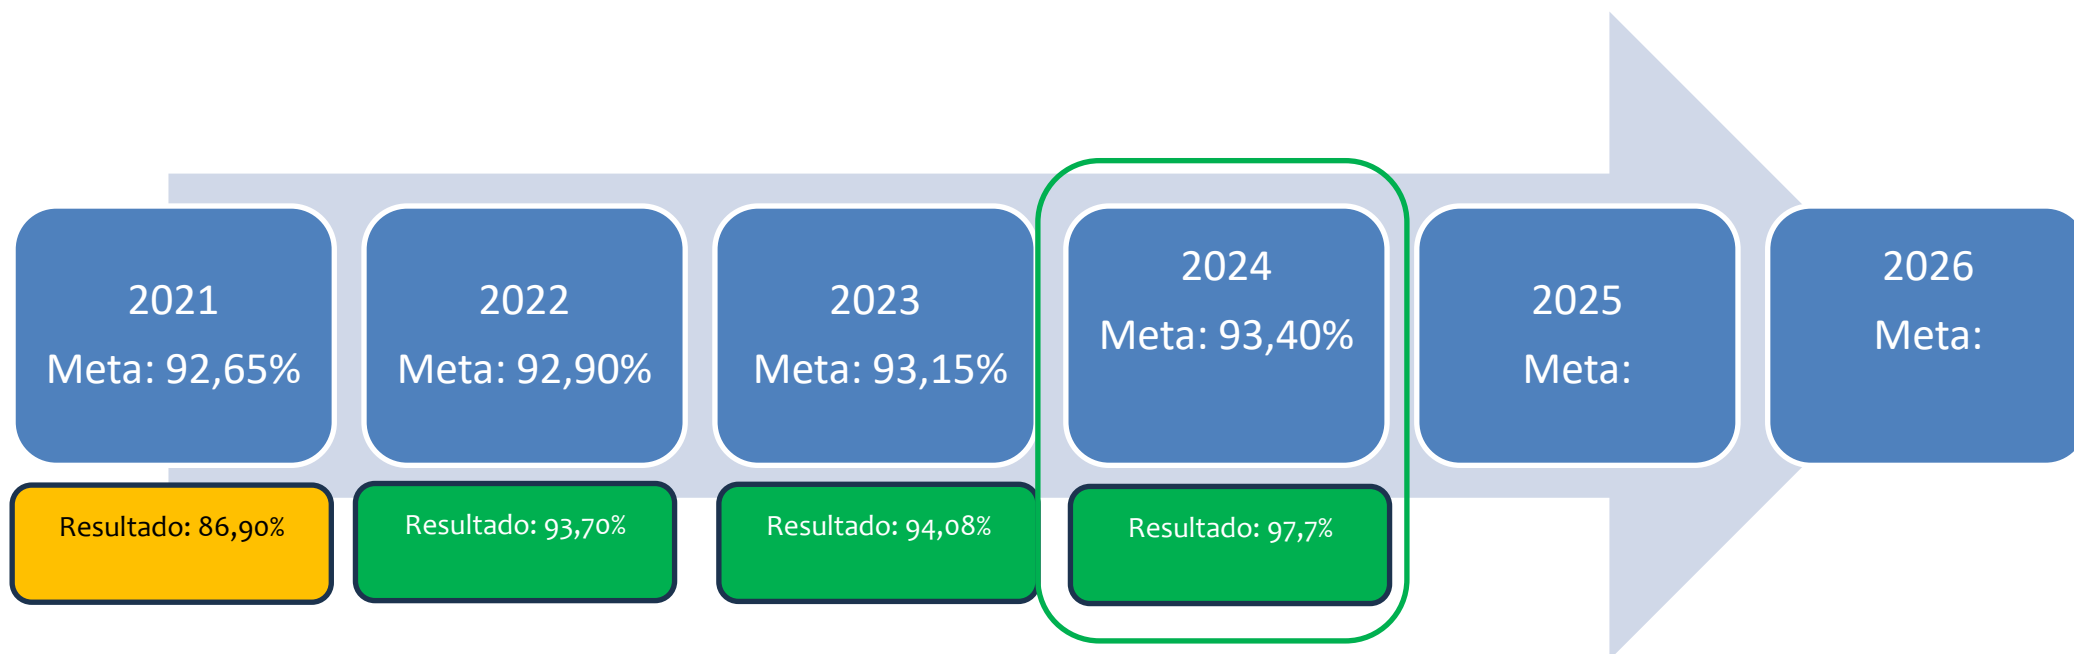 2021
Meta: 92,65%
2022
Meta: 92,90%
2023
Meta: 93,15%
2024
Meta: 93,40%
2025
Meta:
2026
Meta:
Resultado: 86,90%
Resultado: 93,70%
Resultado: 94,08%
Resultado: 97,7%